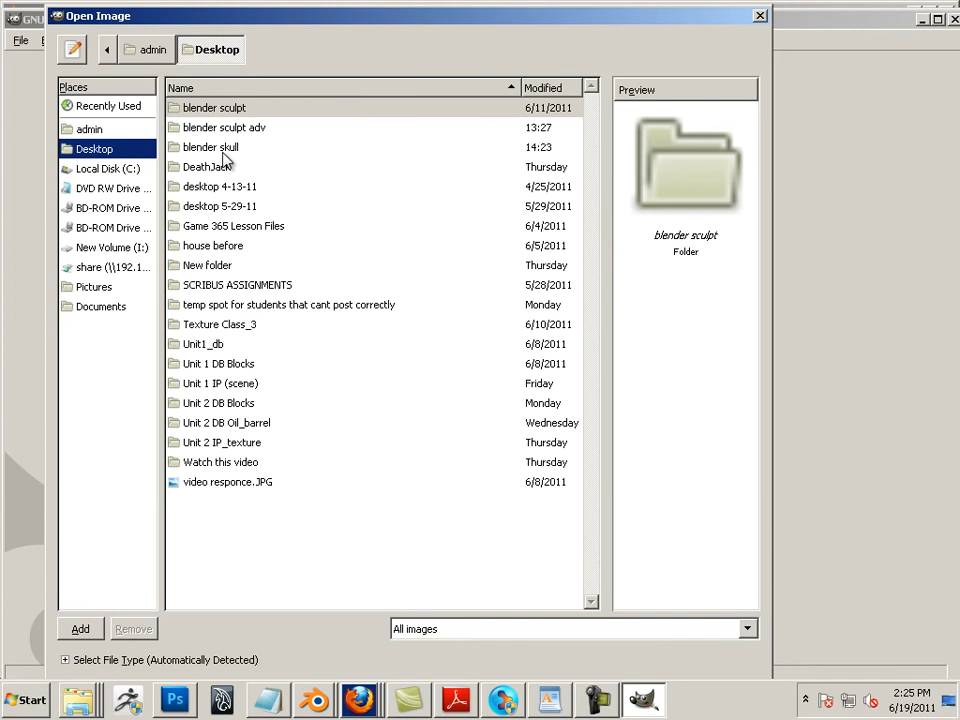 Open Image
GNU
File
admin
Desktop
Places
Recently Used
admin
Desktop
Local Disk (C:)
DVD RW Drive ...
BD-ROM Drive ...
BD-ROM Drive ...
New Volume (I:)
share (\\192.1...
Pictures
Documents
Name Modified
blender sculpt 6/11/2011
blender sculpt adv 13:27
blender skull 14:23
DeathJack Thursday
desktop 4-13-11 4/25/2011
desktop 5-29-11 5/29/2011
Game 365 Lesson Files 6/4/2011
house before 6/5/2011
New folder Thursday
SCRIBUS ASSIGNMENTS 5/28/2011
temp spot for students that cant post correctly Monday
Texture Class_3 6/10/2011
Unit1_db 6/8/2011
Unit 1 DB Blocks 6/8/2011
Unit 1 IP (scene) Friday
Unit 2 DB Blocks Monday
Unit 2 DB Oil_barrel Wednesday
Unit 2 IP_texture Thursday
Watch this video Thursday
video responce.JPG 6/8/2011
Preview
blender sculpt
Folder
Add
Remove
All images
Select File Type (Automatically Detected)
Start
Ps
2:25 PM
6/19/2011